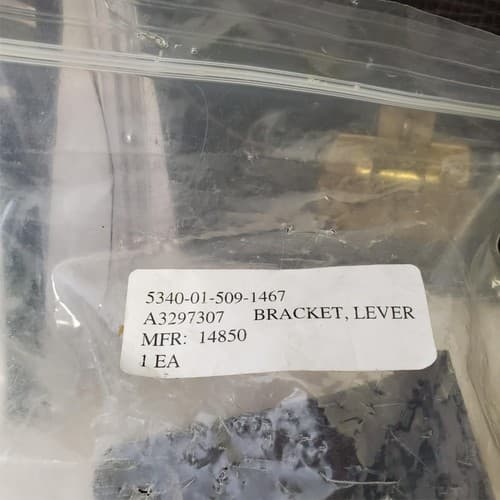 5340-01-509-1467
A3297307 BRACKET, LEVER
MFR: 14850
1 EA